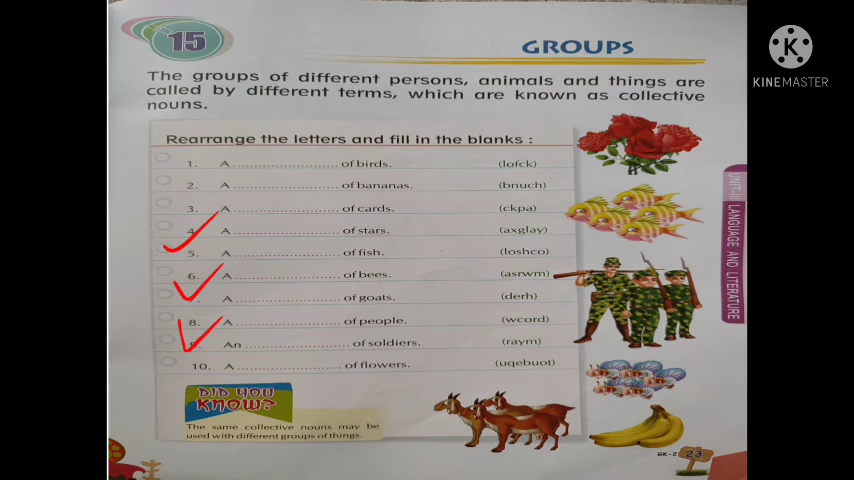 15
GROUPS
The groups of different persons, animals and things are
called by different terms, which are known as collective
nouns.
Rearrange the letters and fill in the blanks :
1. A ........................... of birds. (lofck)
2. A ........................... of bananas. (bnuch)
3. A ........................... of cards. (ckpa)
4. A ........................... of stars. (axglay)
5. A ........................... of fish. (loshco)
6. A ........................... of bees. (asrwm)
. A ........................... of goats. (derh)
8. A ........................... of people. (wcord)
9. An ........................... of soldiers. (raym)
10. A ........................... of flowers. (uqebuot)
DID YOU
KNOW?
The same collective nouns may be
used with different groups of things.
UNIT-III LANGUAGE AND LITERATURE
GK-2 23
K
KINEMASTER